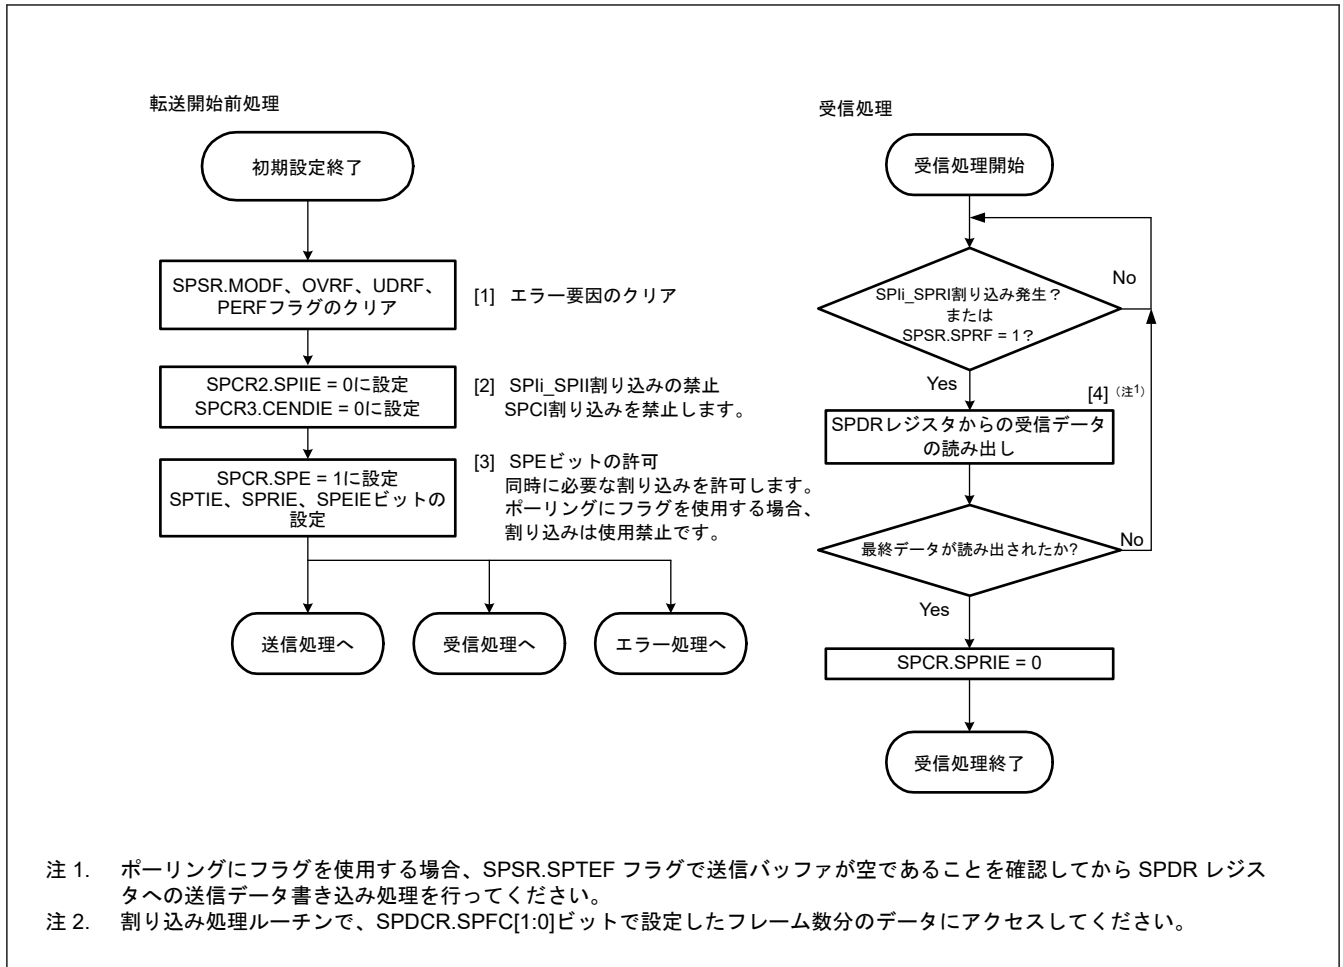 転送開始前処理
初期設定終了
SPSR.MODF、OVRF、UDRF、
PERFフラグのクリア
[1] エラー要因のクリア
SPCR2.SPIIE = 0に設定
SPCR3.CENDIE = 0に設定
[2] SPIi_SPII割り込みの禁止
SPCI割り込みを禁止します。
SPCR.SPE = 1に設定
SPTIE、SPRIE、SPEIEビットの
設定
[3] SPEビットの許可
同時に必要な割り込みを許可します。
ポーリングにフラグを使用する場合、
割り込みは使用禁止です。
送信処理へ
受信処理へ
エラー処理へ
受信処理
受信処理開始
SPIi_SPRI割り込み発生？
または
SPSR.SPRF = 1？
No
Yes
[4]（注1）
SPDRレジスタからの受信データ
の読み出し
最終データが読み出されたか?
No
Yes
SPCR.SPRIE = 0
受信処理終了
注 1. ポーリングにフラグを使用する場合、SPSR.SPTEF フラグで送信バッファが空であることを確認してから SPDR レジス
タへの送信データ書き込み処理を行ってください。
注 2. 割り込み処理ルーチンで、SPDCR.SPFC[1:0]ビットで設定したフレーム数分のデータにアクセスしてください。